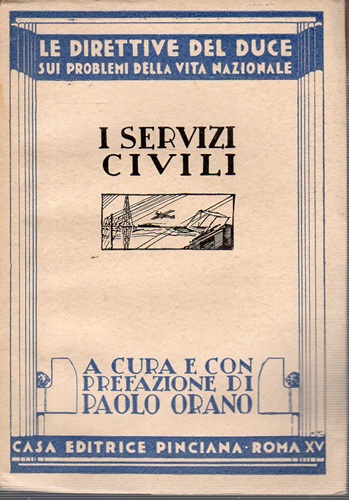 LE DIRETTIVE DEL DUCE
SUI PROBLEMI DELLA VITA NAZIONALE
I SERVIZI
CIVILI
A CURA E CON
PREFAZIONE DI
PAOLO ORANO
CASA EDITRICE PINCIANA - ROMA XV